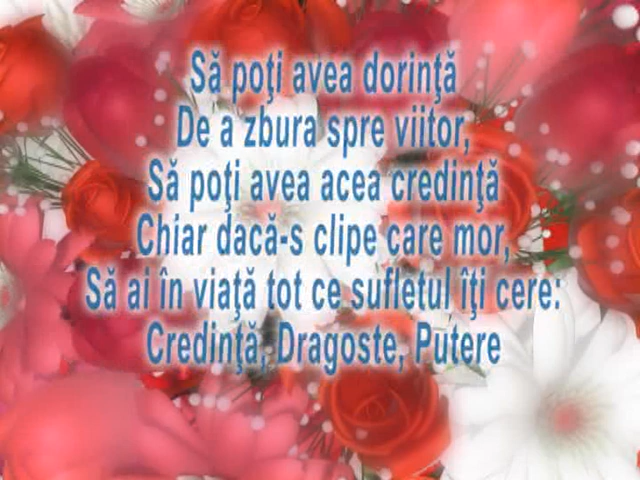 Să poţi avea dorinţă
De a zbura spre viitor,
Să poţi avea acea credinţă
Chiar dacă-s clipe care mor,
Să ai în viaţă tot ce sufletul îţi cere:
Credinţă, Dragoste, Putere